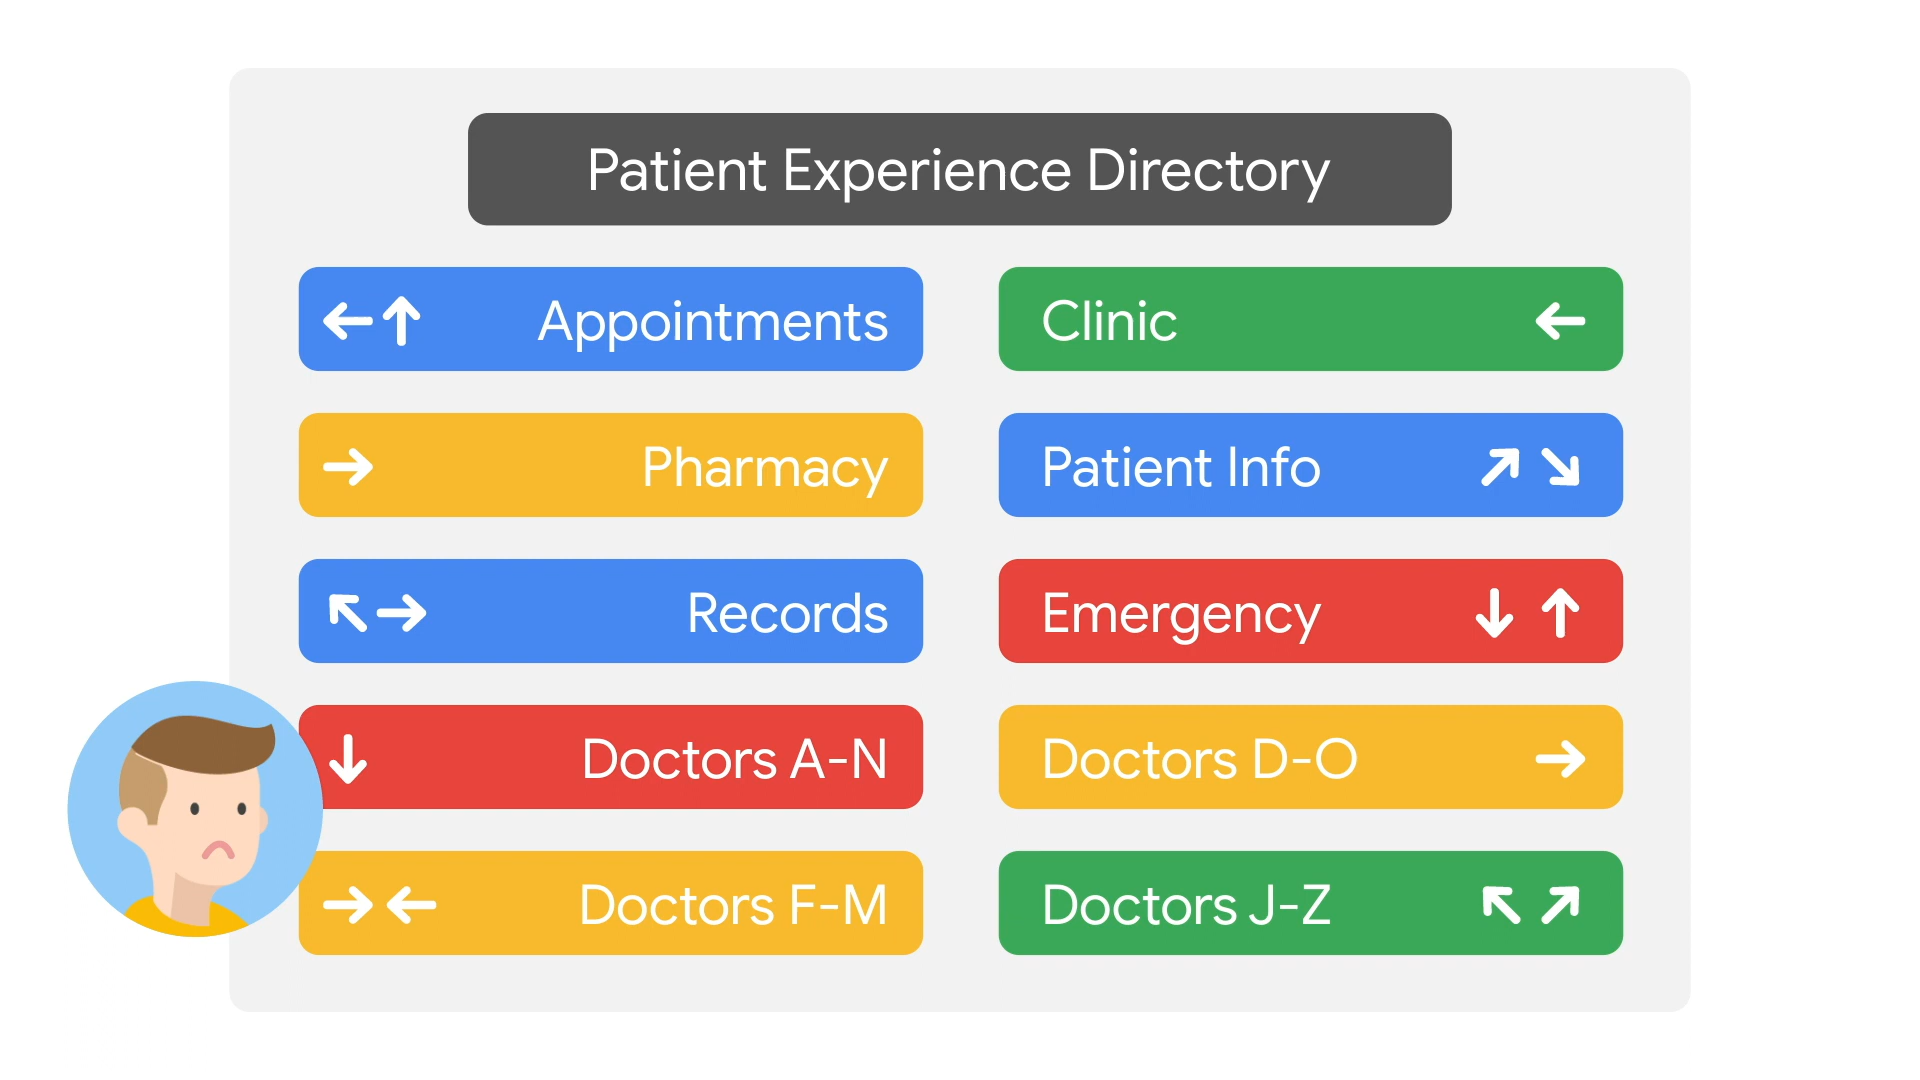 Patient Experience Directory
←↑ Appointments
Clinic ←
→ Pharmacy
Patient Info ↗ ↘
↖→ Records
Emergency ↓ ↑
↓ Doctors A-N
Doctors D-O →
→← Doctors F-M
Doctors J-Z ↖ ↗